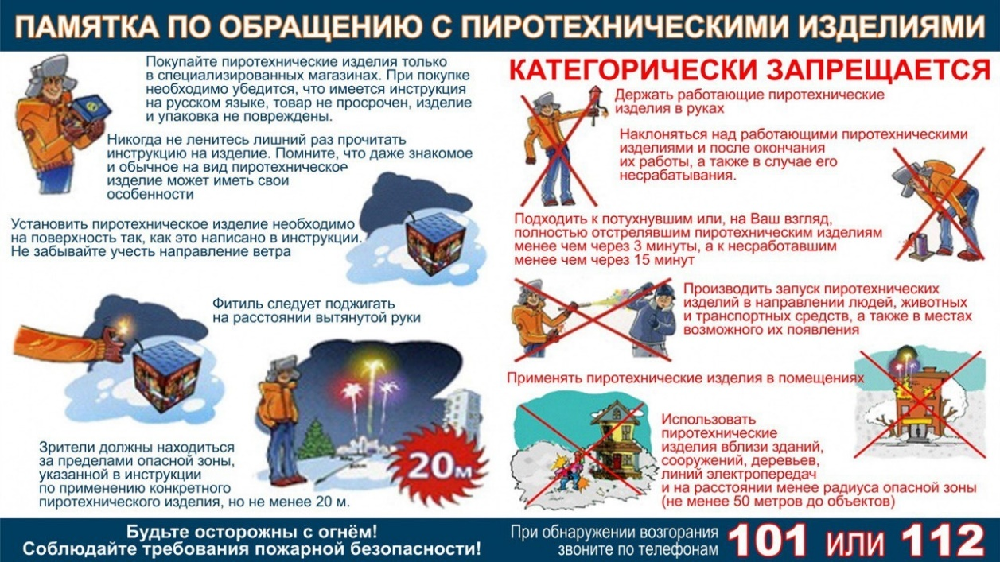 ПАМЯТКА ПО ОБРАЩЕНИЮ С ПИРОТЕХНИЧЕСКИМИ ИЗДЕЛИЯМИ
Покупайте пиротехнические изделия только
в специализированных магазинах. При покупке
необходимо убедится, что имеется инструкция
на русском языке, товар не просрочен, изделие
и упаковка не повреждены.
Никогда не ленитесь лишний раз прочитать
инструкцию на изделие. Помните, что даже знакомое
и обычное на вид пиротехническое
изделие может иметь свои
особенности
Установить пиротехническое изделие необходимо
на поверхность так, как это написано в инструкции.
Не забывайте учесть направление ветра
Фитиль следует поджигать
на расстоянии вытянутой руки
20м
Зрители должны находиться
за пределами опасной зоны,
указанной в инструкции
по применению конкретного
пиротехнического изделия, но не менее 20 м.
КАТЕГОРИЧЕСКИ ЗАПРЕЩАЕТСЯ
Держать работающие пиротехнические
изделия в руках
Наклоняться над работающими пиротехническими
изделиями и после окончания
их работы, а также в случае его
несрабатывания.
Подходить к потухнувшим или, на Ваш взгляд,
полностью отстрелявшим пиротехническим изделиям
менее чем через 3 минуты, а к несработавшим
менее чем через 15 минут
Производить запуск пиротехнических
изделий в направлении людей, животных
и транспортных средств, а также в местах
возможного их появления
Применять пиротехнические изделия в помещениях
Использовать
пиротехнические
изделия вблизи зданий,
сооружений, деревьев,
линий электропередач
и на расстоянии менее радиуса опасной зоны
(не менее 50 метров до объектов)
Будьте осторожны с огнём!
Соблюдайте требования пожарной безопасности!
При обнаружении возгорания
звоните по телефонам
101 или 112